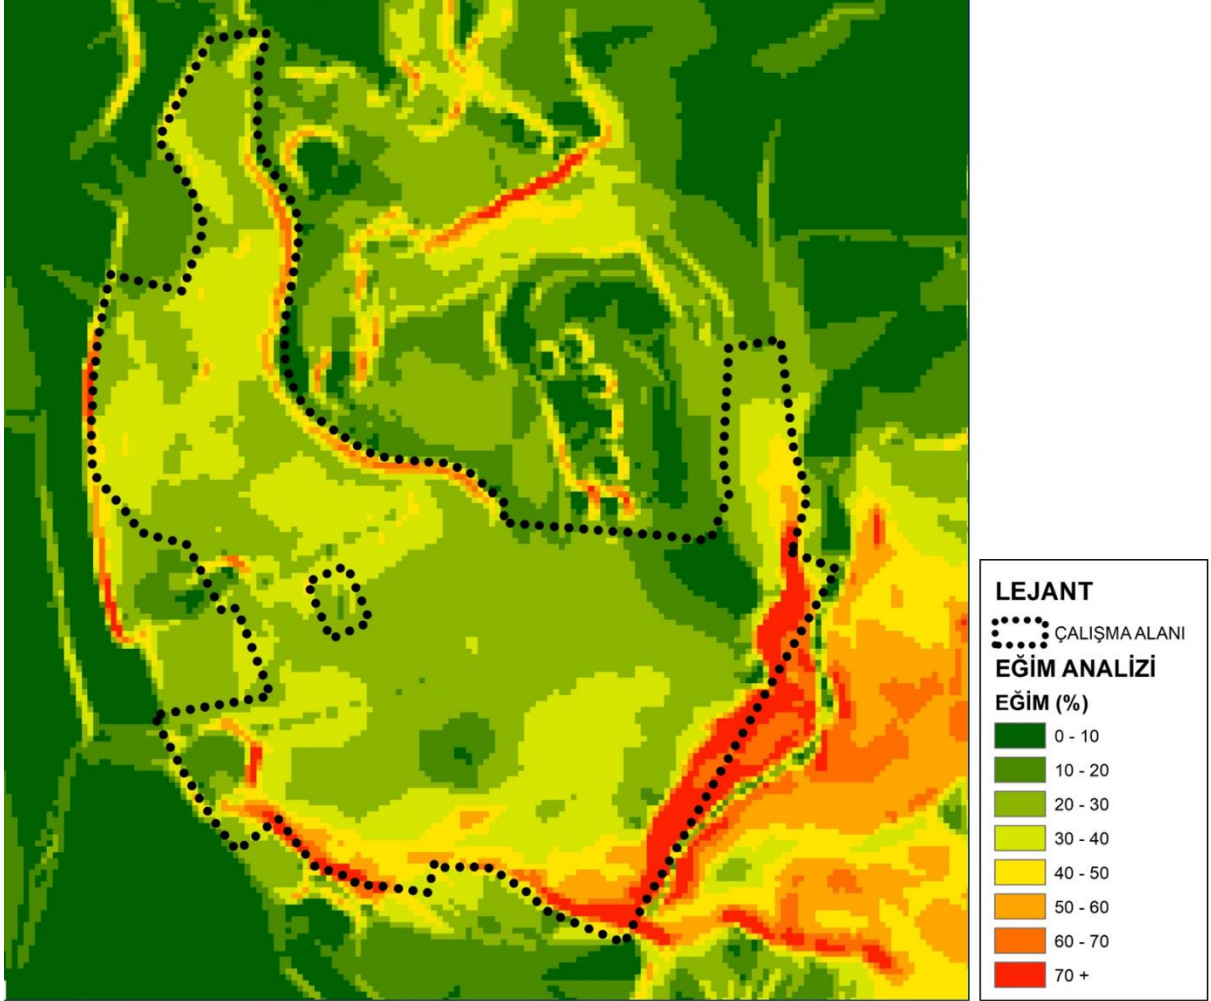 LEJANT
ÇALIŞMA ALANI
EĞİM ANALİZİ
EĞİM (%)
0 - 10
10 - 20
20 - 30
30 - 40
40 - 50
50 - 60
60 - 70
70 +